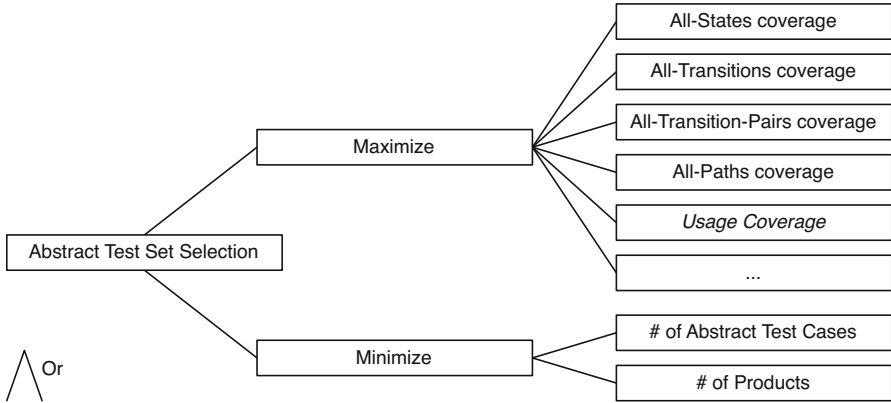 All-States coverage
All-Transitions coverage
All-Transition-Pairs coverage
All-Paths coverage
Usage Coverage
...
Maximize
Abstract Test Set Selection
Minimize
# of Abstract Test Cases
# of Products
Or